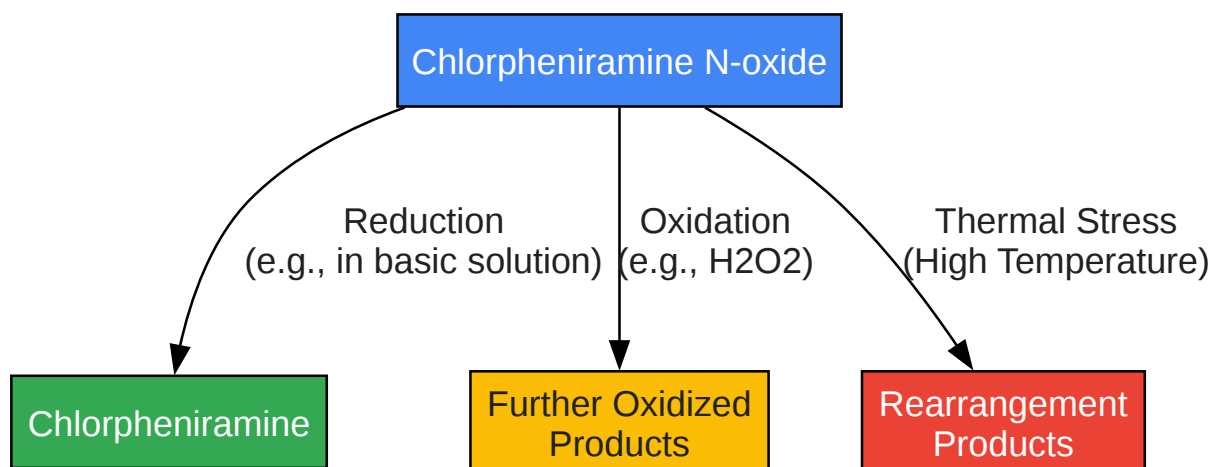 Chlorpheniramine N-oxide
Reduction
(e.g., in basic solution)
Oxidation
(e.g., H2O2)
Thermal Stress
(High Temperature)
Chlorpheniramine
Further Oxidized
Products
Rearrangement
Products